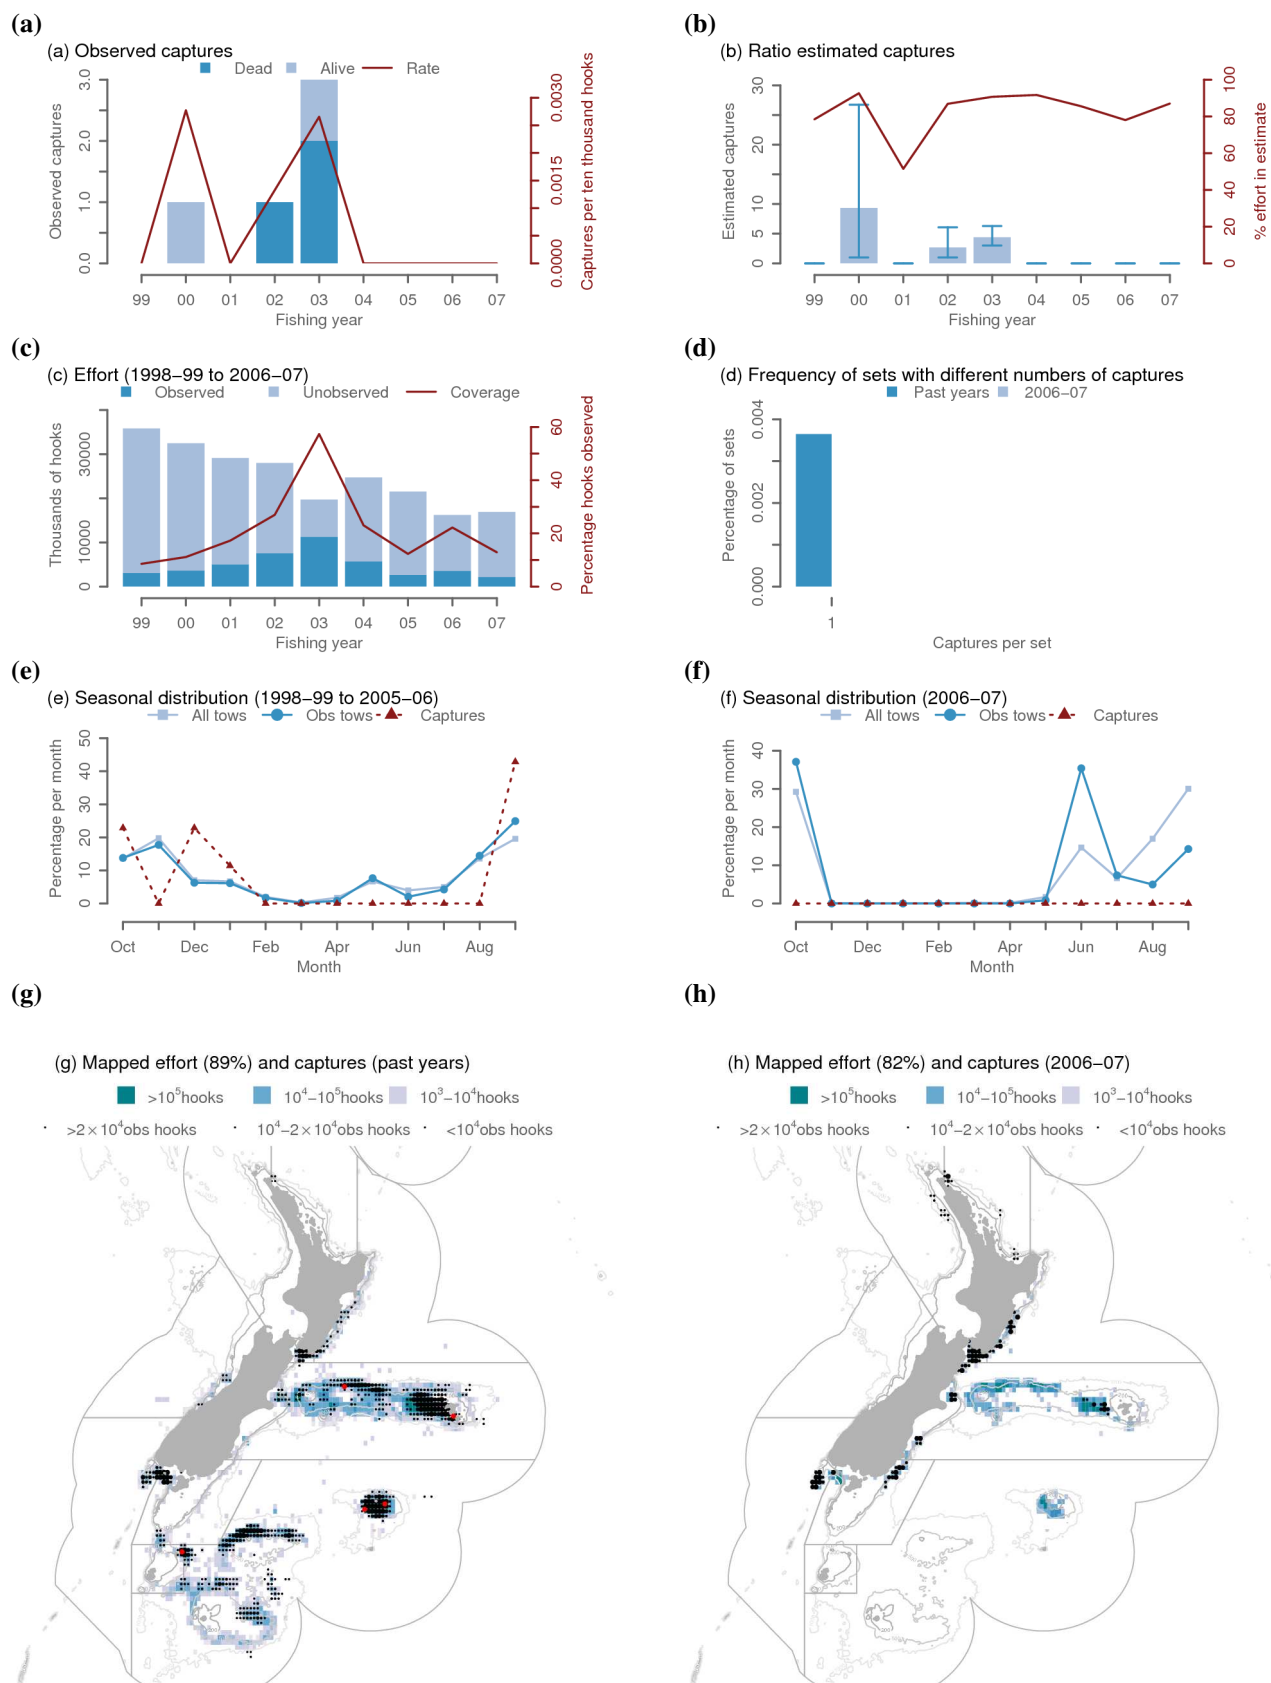 (a)
(a) Observed captures
Dead Alive Rate
Observed captures
0.0 1.0 2.0 3.0
0.0000 0.0015 0.0030
Captures per ten thousand hooks
99 00 01 02 03 04 05 06 07
Fishing year
(b)
(b) Ratio estimated captures
Estimated captures
0 5 10 20 30
0 20 40 60 80 100
% effort in estimate
99 00 01 02 03 04 05 06 07
Fishing year
(c)
(c) Effort (1998–99 to 2006–07)
Observed Unobserved Coverage
Thousands of hooks
0 10000 30000
0 20 40 60
Percentage hooks observed
99 00 01 02 03 04 05 06 07
Fishing year
(d)
(d) Frequency of sets with different numbers of captures
Past years 2006–07
Percentage of sets
0.000 0.002 0.004
1
Captures per set
(e)
(e) Seasonal distribution (1998–99 to 2005–06)
All tows Obs tows Captures
Percentage per month
0 10 20 30 40 50
Oct Dec Feb Apr Jun Aug
Month
(f)
(f) Seasonal distribution (2006–07)
All tows Obs tows Captures
Percentage per month
0 10 20 30 40
Oct Dec Feb Apr Jun Aug
Month
(g)
(g) Mapped effort (89%) and captures (past years)
>10⁵hooks 10⁴–10⁵hooks 10³–10⁴hooks
>2×10⁴obs hooks 10⁴–2×10⁴obs hooks <10⁴obs hooks
(h)
(h) Mapped effort (82%) and captures (2006–07)
>10⁵hooks 10⁴–10⁵hooks 10³–10⁴hooks
>2×10⁴obs hooks 10⁴–2×10⁴obs hooks <10⁴obs hooks